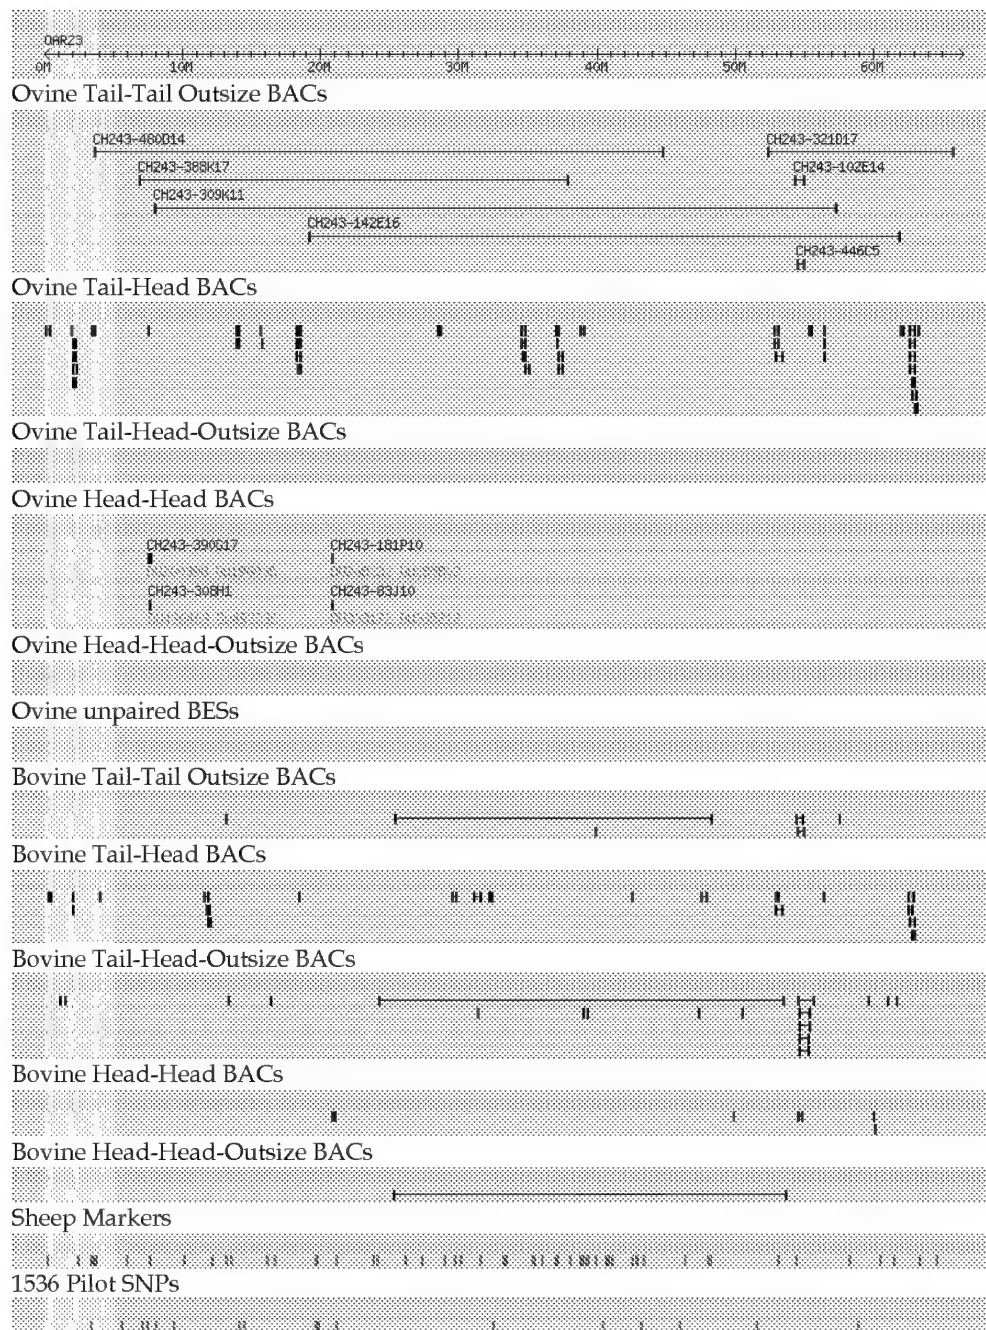 OAR23
0M 10M 20M 30M 40M 50M 60M
Ovine Tail-Tail Outsize BACs
CH243-480D14 CH243-321D17
CH243-388K17 CH243-102E14
CH243-309K11
CH243-142E16
CH243-446C5
Ovine Tail-Head BACs
Ovine Tail-Head-Outsize BACs
Ovine Head-Head BACs
CH243-390G17 CH243-181P10
CH243-308H1 CH243-83J10
Ovine Head-Head-Outsize BACs
Ovine unpaired BESs
Bovine Tail-Tail Outsize BACs
Bovine Tail-Head BACs
Bovine Tail-Head-Outsize BACs
Bovine Head-Head BACs
Bovine Head-Head-Outsize BACs
Sheep Markers
1536 Pilot SNPs